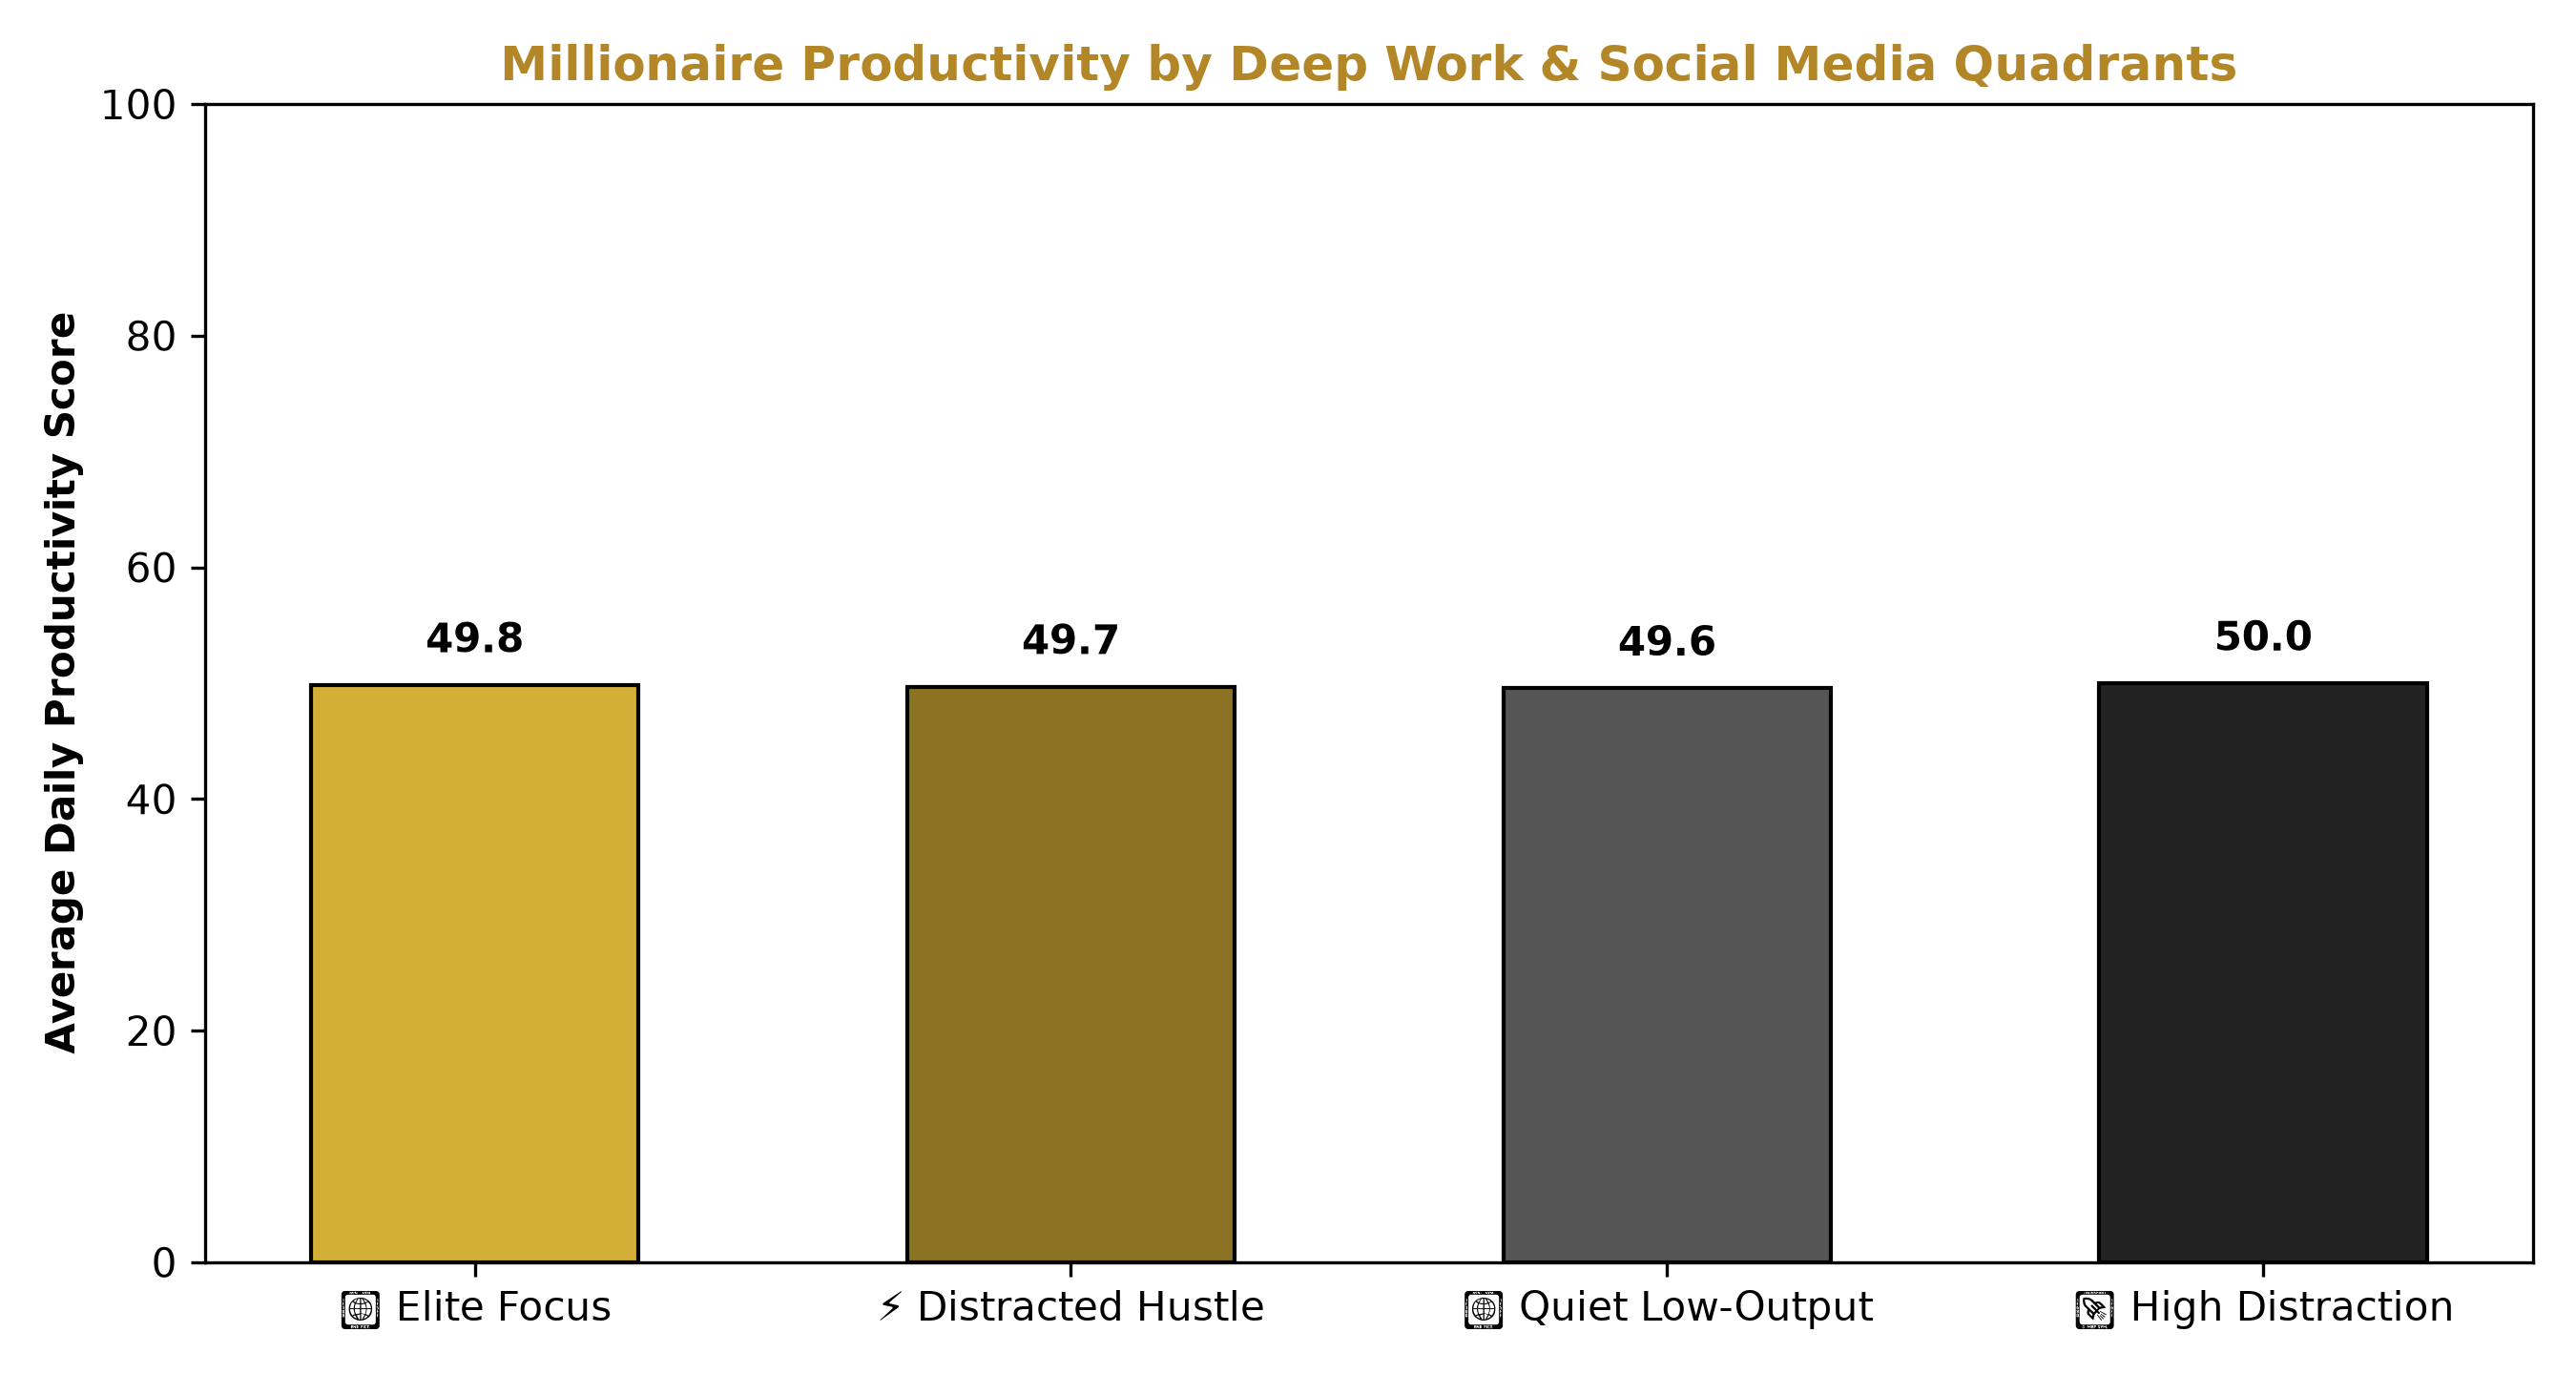 Millionaire Productivity by Deep Work & Social Media Quadrants
Average Daily Productivity Score
100
80
60
40
20
0
49.8
49.7
49.6
50.0
Elite Focus
⚡ Distracted Hustle
Quiet Low-Output
High Distraction